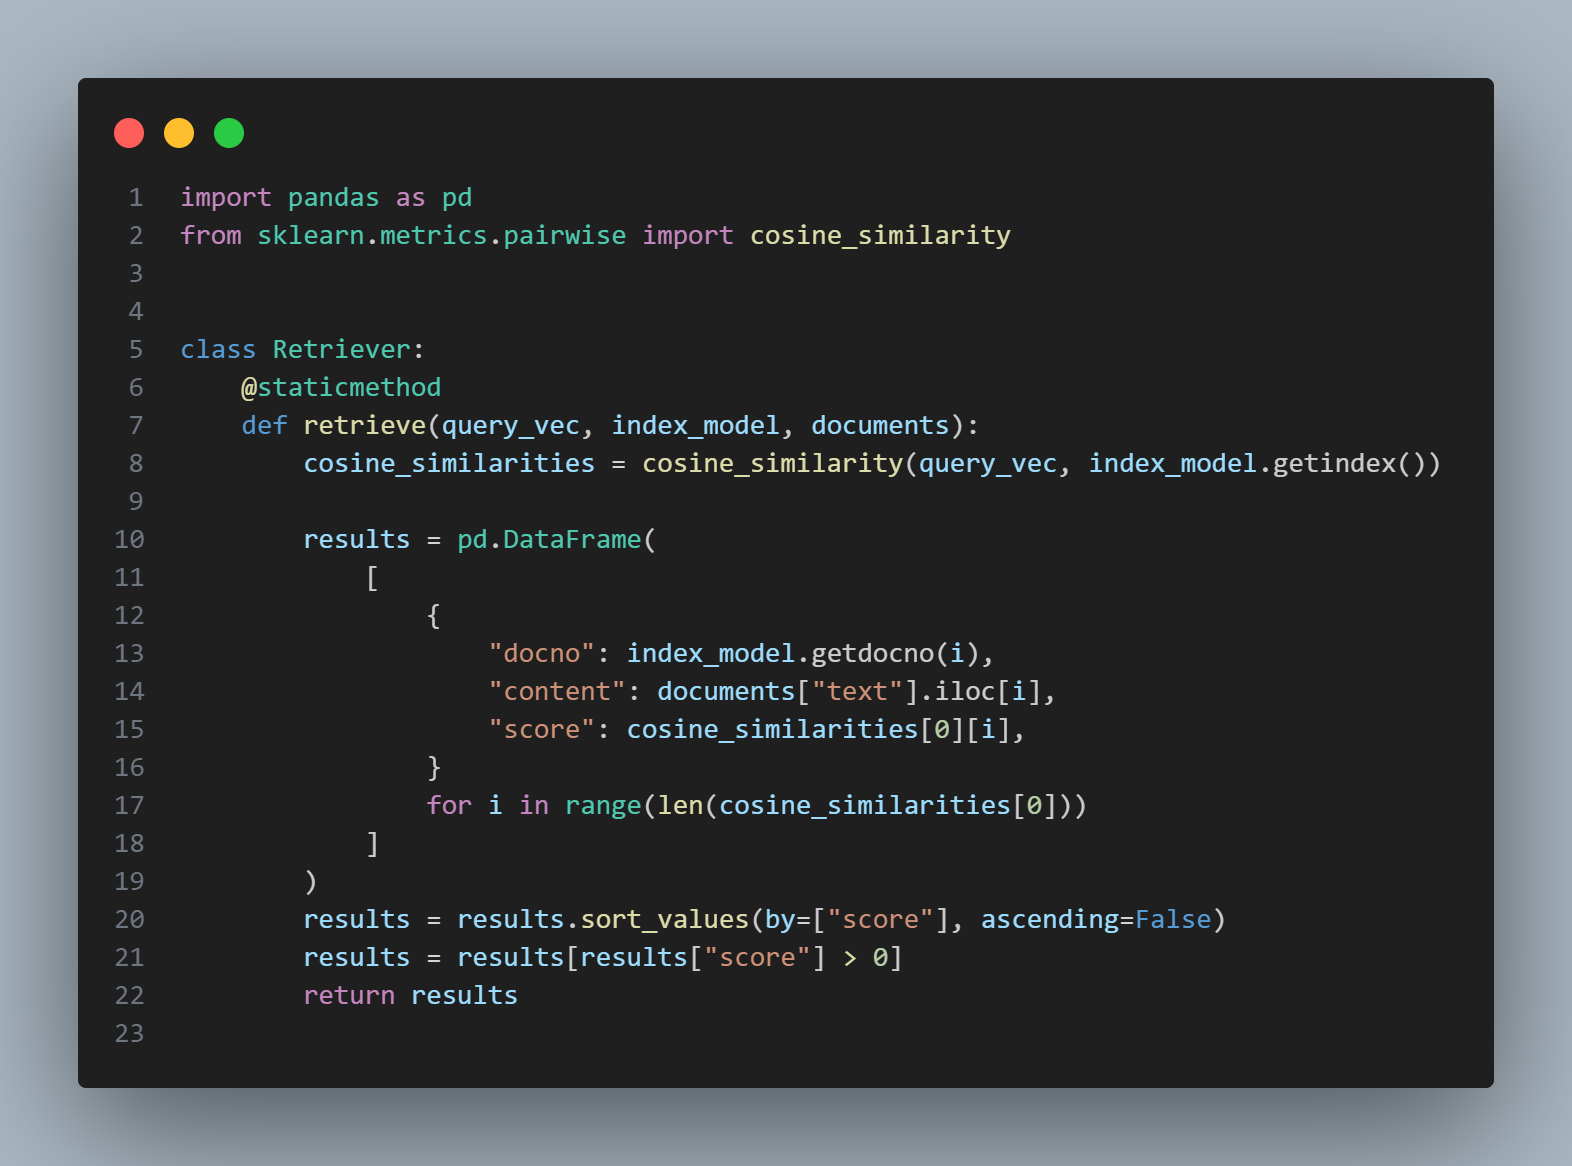 1 import pandas as pd
2 from sklearn.metrics.pairwise import cosine_similarity
3
4
5 class Retriever:
6     @staticmethod
7     def retrieve(query_vec, index_model, documents):
8         cosine_similarities = cosine_similarity(query_vec, index_model.getindex())
9
10         results = pd.DataFrame(
11             [
12                 {
13                     "docno": index_model.getdocno(i),
14                     "content": documents["text"].iloc[i],
15                     "score": cosine_similarities[0][i],
16                 }
17                 for i in range(len(cosine_similarities[0]))
18             ]
19         )
20         results = results.sort_values(by=["score"], ascending=False)
21         results = results[results["score"] > 0]
22         return results
23